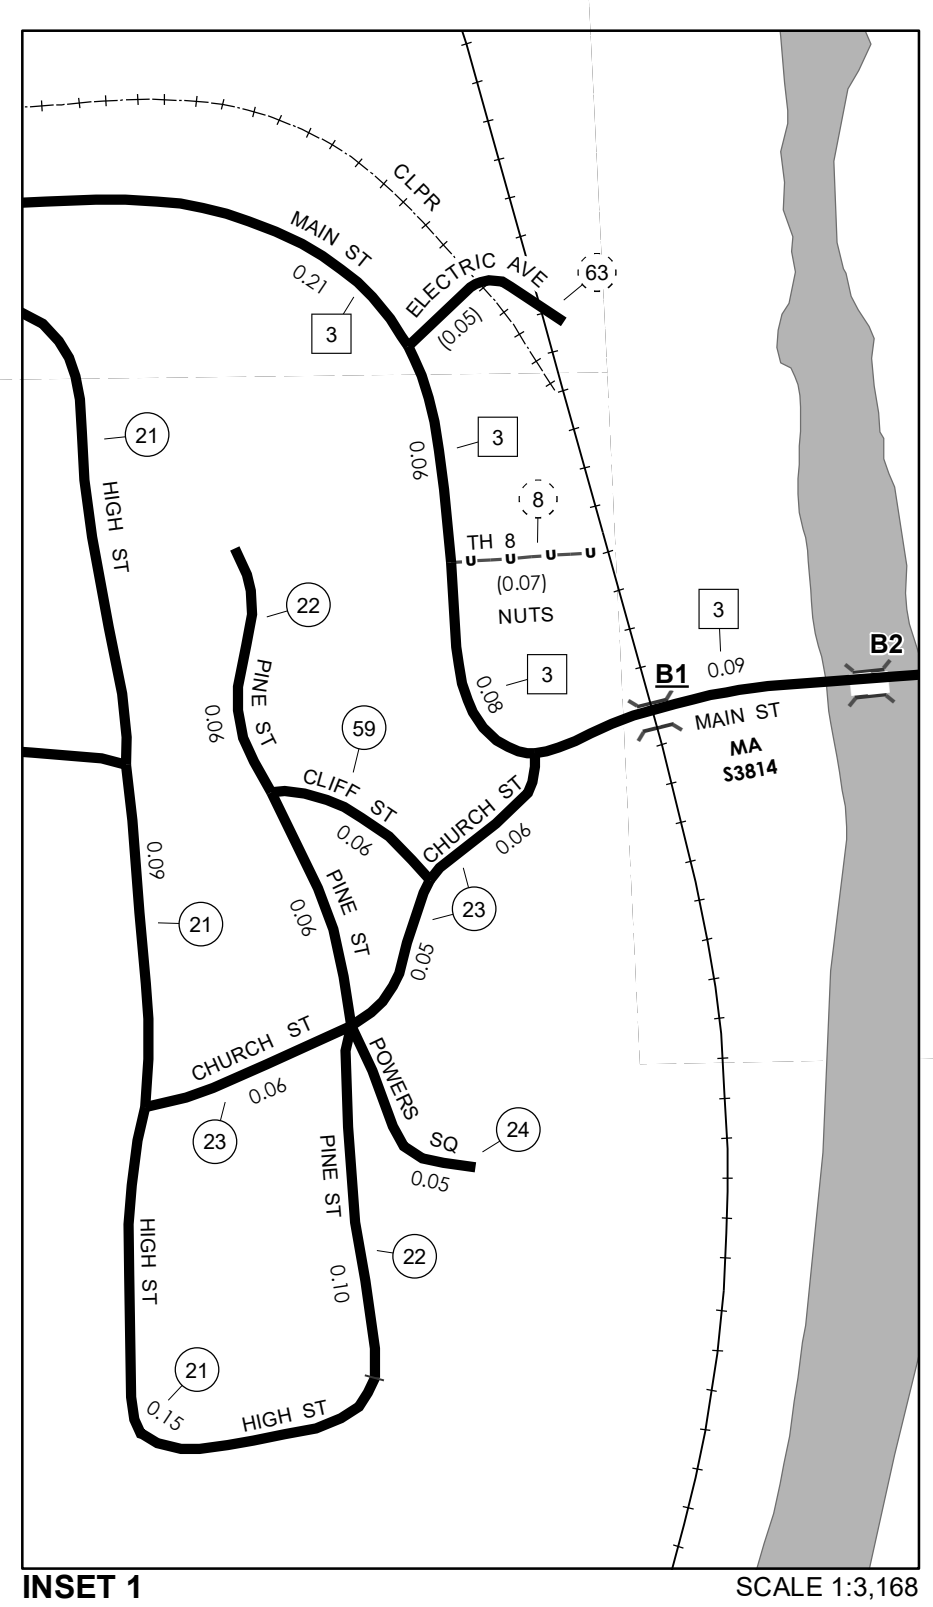 CLPR
MAIN ST
0.21
3
ELECTRIC AVE
63
(0.05)
21
3
0.06
HIGH ST
8
TH 8
U U U U
(0.07)
NUTS
22
3
B2
3
0.08
B1
0.09
PINE ST
0.06
59
MAIN ST
MA
S3814
CLIFF ST
0.06
CHURCH ST
0.06
0.09
PINE ST
0.06
23
21
0.05
CHURCH ST
0.06
23
POWERS SQ
24
0.05
PINE ST
HIGH ST
22
0.10
21
0.15
HIGH ST
INSET 1
SCALE 1:3,168